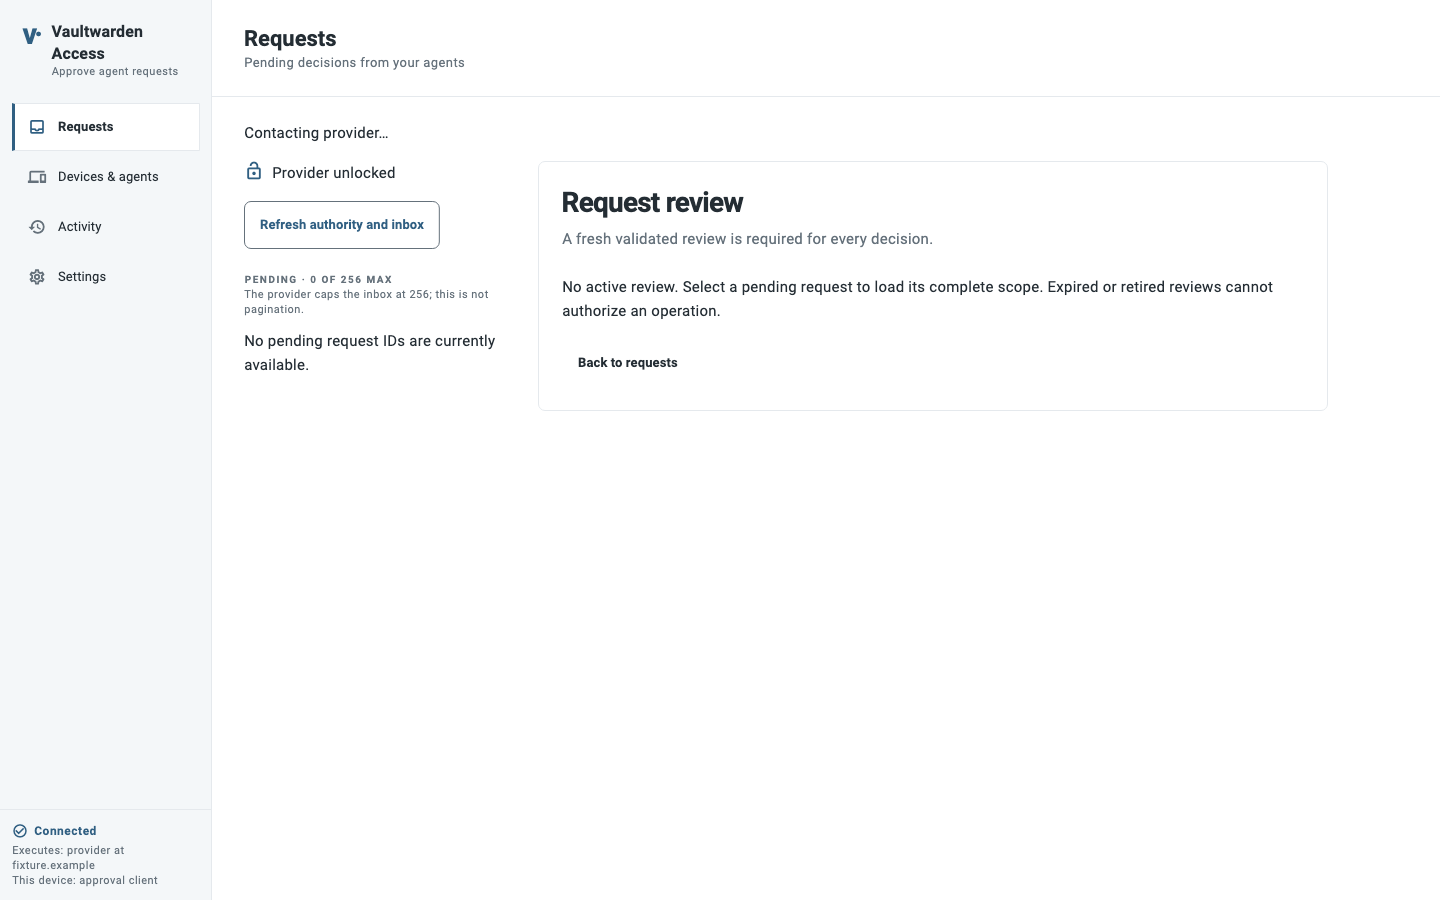 Vaultwarden
Access
Approve agent requests
Requests
Devices & agents
Activity
Settings
Connected
Executes: provider at
fixture.example
This device: approval client
Requests
Pending decisions from your agents
Contacting provider…
Provider unlocked
Refresh authority and inbox
PENDING · 0 OF 256 MAX
The provider caps the inbox at 256; this is not
pagination.
No pending request IDs are currently
available.
Request review
A fresh validated review is required for every decision.
No active review. Select a pending request to load its complete scope. Expired or retired reviews cannot
authorize an operation.
Back to requests